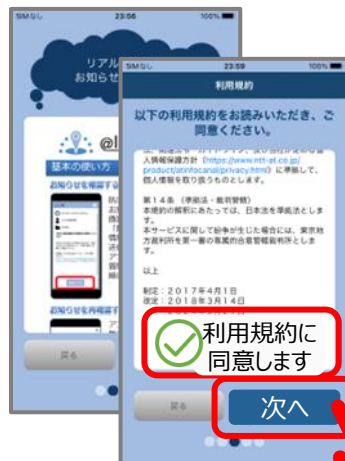 SIMなし 23:56 100%
リアル
お知らせ
@I
基本の使い方
お知らせを確認する
お知らせを再確認す
戻る
SIMなし 23:59 100%
利用規約
以下の利用規約をお読みいただき、ご
同意ください。
人情報保護方針（https://www.ntt-at.co.jp/
product/atinfocanal/privacy.html）に準拠して、
個人情報を取り扱うものとします。
第14条 （準拠法・裁判管轄）
本規約の解釈にあたっては、日本法を準拠法としま
す。
本サービスに関して紛争が生じた場合には、東京地
方裁判所を第一審の専属的合意管轄裁判所としま
す。
以上
制定：2017年4月1日
改定：2018年3月14日
利用規約に
同意します
戻る
次へ